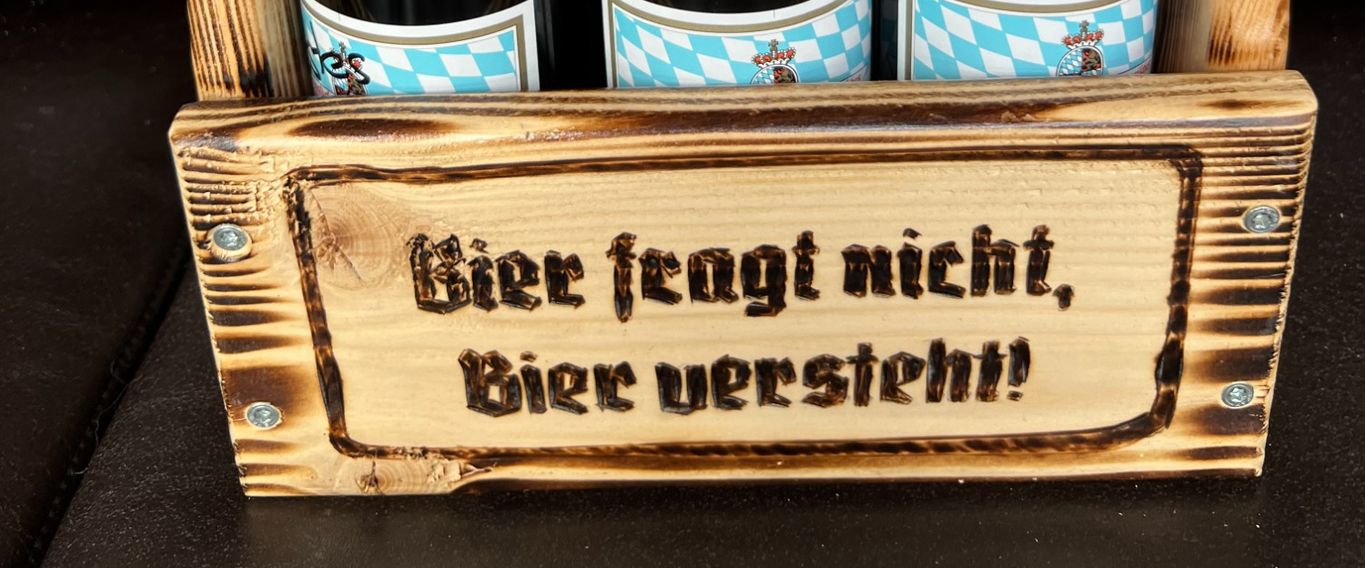 Bier fragt nicht,
Bier versteht!